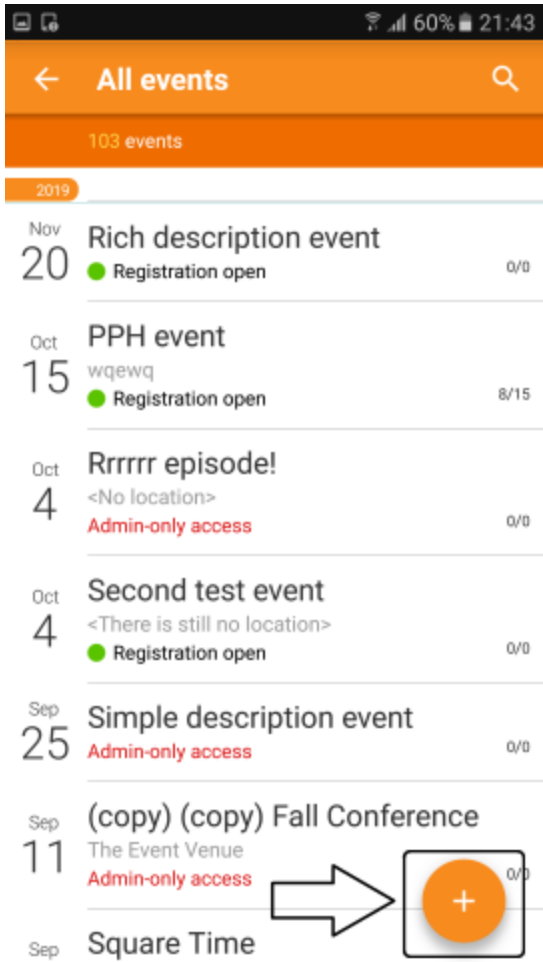 60% 21:43
All events
103 events
2019
Nov
20
Rich description event
Registration open
0/0
Oct
15
PPH event
wqewq
Registration open
8/15
Oct
4
Rrrrrr episode!
<No location>
Admin-only access
0/0
Oct
4
Second test event
<There is still no location>
Registration open
0/0
Sep
25
Simple description event
Admin-only access
0/0
Sep
11
(copy) (copy) Fall Conference
The Event Venue
Admin-only access
0/0
Sep
Square Time